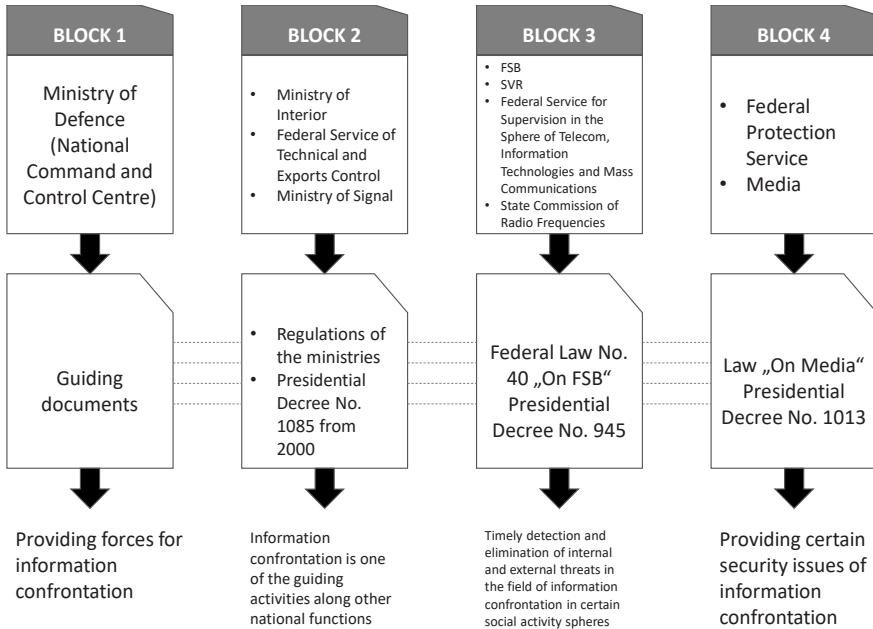 BLOCK 1
Ministry of
Defence
(National
Command and
Control Centre)
Guiding
documents
Providing forces for
information
confrontation
BLOCK 2
• Ministry of
Interior
• Federal Service of
Technical and
Exports Control
• Ministry of Signal
• Regulations of
the ministries
• Presidential
Decree No.
1085 from
2000
Information
confrontation is one
of the guiding
activities along other
national functions
BLOCK 3
• FSB
• SVR
• Federal Service for
Supervision in the
Sphere of Telecom,
Information
Technologies and Mass
Communications
• State Commission of
Radio Frequencies
Federal Law No.
40 „On FSB“
Presidential
Decree No. 945
Timely detection and
elimination of internal
and external threats in
the field of information
confrontation in certain
social activity spheres
BLOCK 4
• Federal
Protection
Service
• Media
Law „On Media“
Presidential
Decree No. 1013
Providing certain
security issues of
information
confrontation